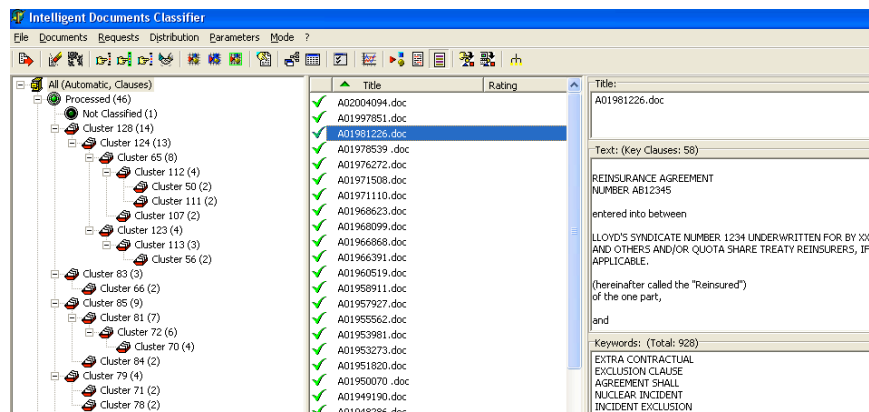 Intelligent Documents Classifier
File Documents Requests Distribution Parameters Mode ?
All (Automatic, Clauses)
Processed (46)
Not Classified (1)
Cluster 128 (14)
Cluster 124 (13)
Cluster 65 (8)
Cluster 112 (4)
Cluster 50 (2)
Cluster 111 (2)
Cluster 107 (2)
Cluster 123 (4)
Cluster 113 (3)
Cluster 56 (2)
Cluster 83 (3)
Cluster 66 (2)
Cluster 85 (9)
Cluster 81 (7)
Cluster 72 (6)
Cluster 70 (4)
Cluster 84 (2)
Cluster 79 (4)
Cluster 71 (2)
Cluster 78 (2)
Title Rating
A02004094.doc
A01997851.doc
A01981226.doc
A01978539 .doc
A01976272.doc
A01971508.doc
A01971110.doc
A01968623.doc
A01968099.doc
A01966868.doc
A01966391.doc
A01960519.doc
A01958911.doc
A01957927.doc
A01955562.doc
A01953981.doc
A01953273.doc
A01951820.doc
A01950070 .doc
A01949190.doc
A01948286.doc
Title:
A01981226.doc
Text: (Key Clauses: 58)
REINSURANCE AGREEMENT
NUMBER AB12345
entered into between
LLOYD'S SYNDICATE NUMBER 1234 UNDERWRITTEN FOR BY XX
AND OTHERS AND/OR QUOTA SHARE TREATY REINSURERS, IF
APPLICABLE.
(hereinafter called the "Reinsured")
of the one part,
and
Keywords: (Total: 928)
EXTRA CONTRACTUAL
EXCLUSION CLAUSE
AGREEMENT SHALL
NUCLEAR INCIDENT
INCIDENT EXCLUSION